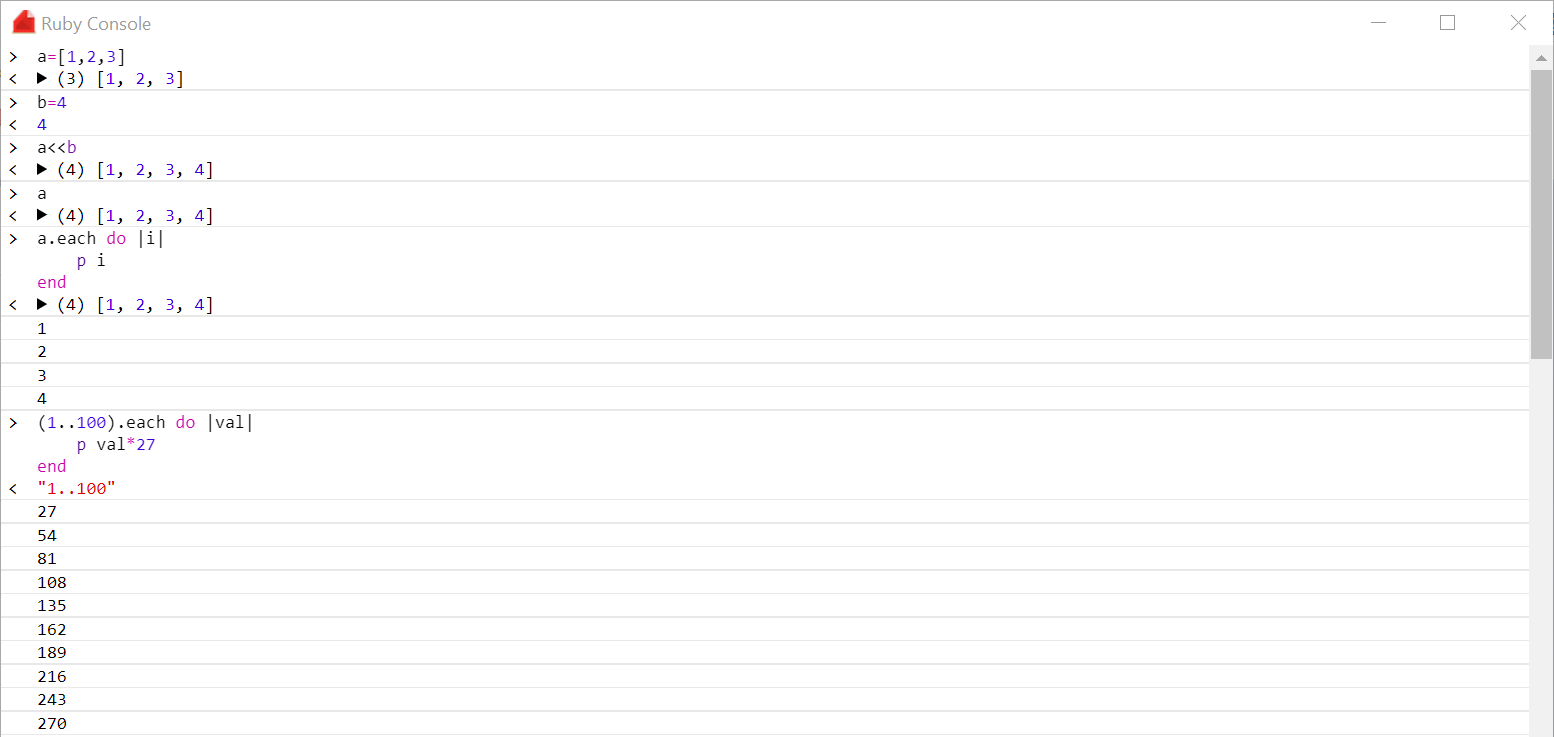 Ruby Console
> a=[1,2,3]
< ▶ (3) [1, 2, 3]
> b=4
< 4
> a<<b
< ▶ (4) [1, 2, 3, 4]
> a
< ▶ (4) [1, 2, 3, 4]
> a.each do |i|
    p i
end
< ▶ (4) [1, 2, 3, 4]
1
2
3
4
> (1..100).each do |val|
    p val*27
end
< "1..100"
27
54
81
108
135
162
189
216
243
270